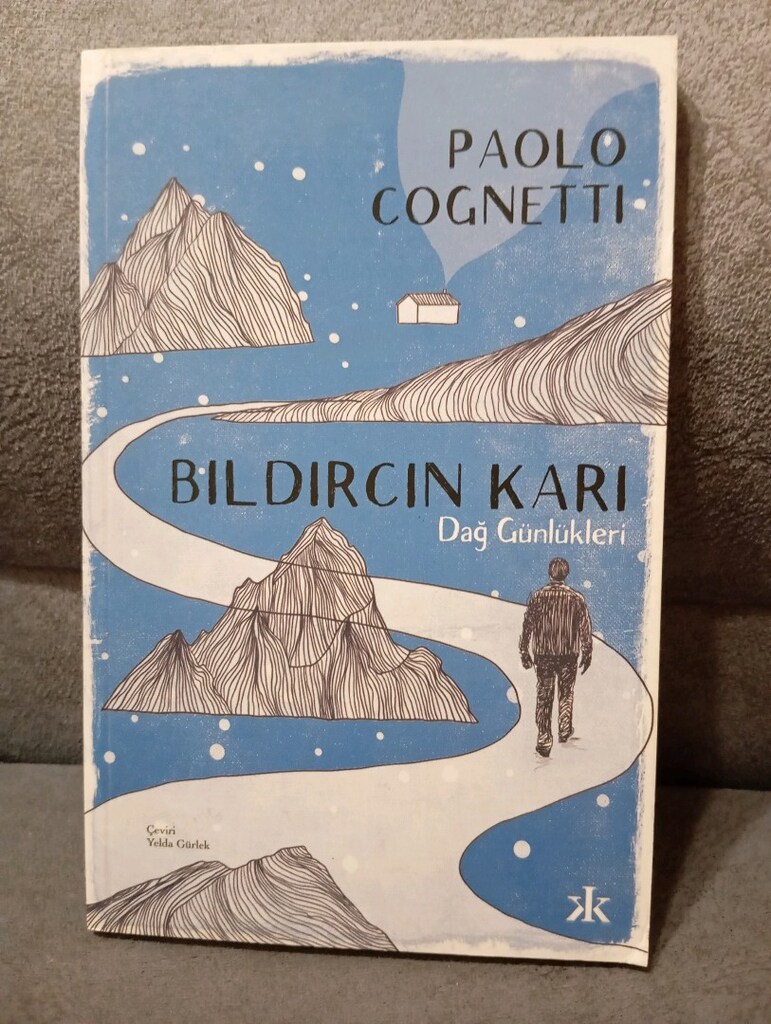 PAOLO
COGNETTI
BILDIRCIN KARI
Dağ Günlükleri
Çeviri
Yelda Gürlek